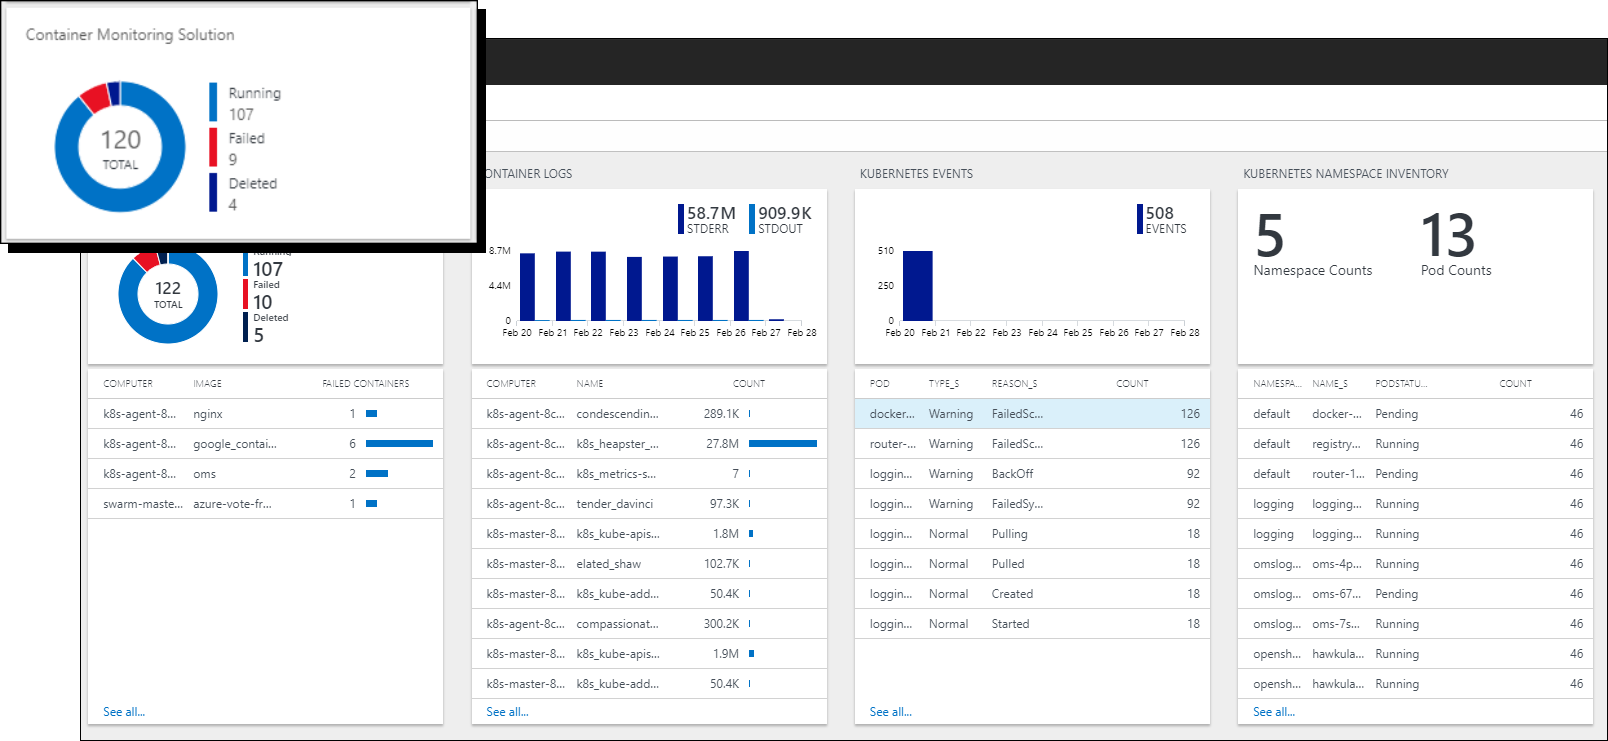 Container Monitoring Solution
120
TOTAL
Running
107
Failed
9
Deleted
4
Running
107
Failed
10
Deleted
5
122
TOTAL
COMPUTER IMAGE FAILED CONTAINERS
k8s-agent-8... nginx 1
k8s-agent-8... google_contai... 6
k8s-agent-8... oms 2
swarm-maste... azure-vote-fr... 1
See all...
ONTAINER LOGS
58.7M
STDERR
909.9K
STDOUT
8.7M
4.4M
0
Feb 20 Feb 21 Feb 22 Feb 23 Feb 24 Feb 25 Feb 26 Feb 27 Feb 28
COMPUTER NAME COUNT
k8s-agent-8c... condescendin... 289.1K
k8s-agent-8c... k8s_heapster_... 27.8M
k8s-agent-8c... k8s_metrics-s... 7
k8s-agent-8c... tender_davinci 97.3K
k8s-master-8... k8s_kube-apis... 1.8M
k8s-master-8... elated_shaw 102.7K
k8s-master-8... k8s_kube-add... 50.4K
k8s-agent-8c... compassionat... 300.2K
k8s-master-8... k8s_kube-apis... 1.9M
k8s-master-8... k8s_kube-add... 50.4K
See all...
KUBERNETES EVENTS
508
EVENTS
510
250
0
Feb 20 Feb 21 Feb 22 Feb 23 Feb 24 Feb 25 Feb 26 Feb 27 Feb 28
POD TYPE_S REASON_S COUNT
docker... Warning FailedSc... 126
router-... Warning FailedSc... 126
loggin... Warning BackOff 92
loggin... Warning FailedSy... 92
loggin... Normal Pulling 18
loggin... Normal Pulled 18
loggin... Normal Created 18
loggin... Normal Started 18
See all...
KUBERNETES NAMESPACE INVENTORY
5
Namespace Counts
13
Pod Counts
NAMESPA... NAME_S PODSTATU... COUNT
default docker-... Pending 46
default registry... Running 46
default router-1... Pending 46
logging logging... Running 46
logging logging... Running 46
omslog... oms-4p... Running 46
omslog... oms-67... Pending 46
omslog... oms-7s... Running 46
opensh... hawkula... Running 46
opensh... hawkula... Running 46
See all...